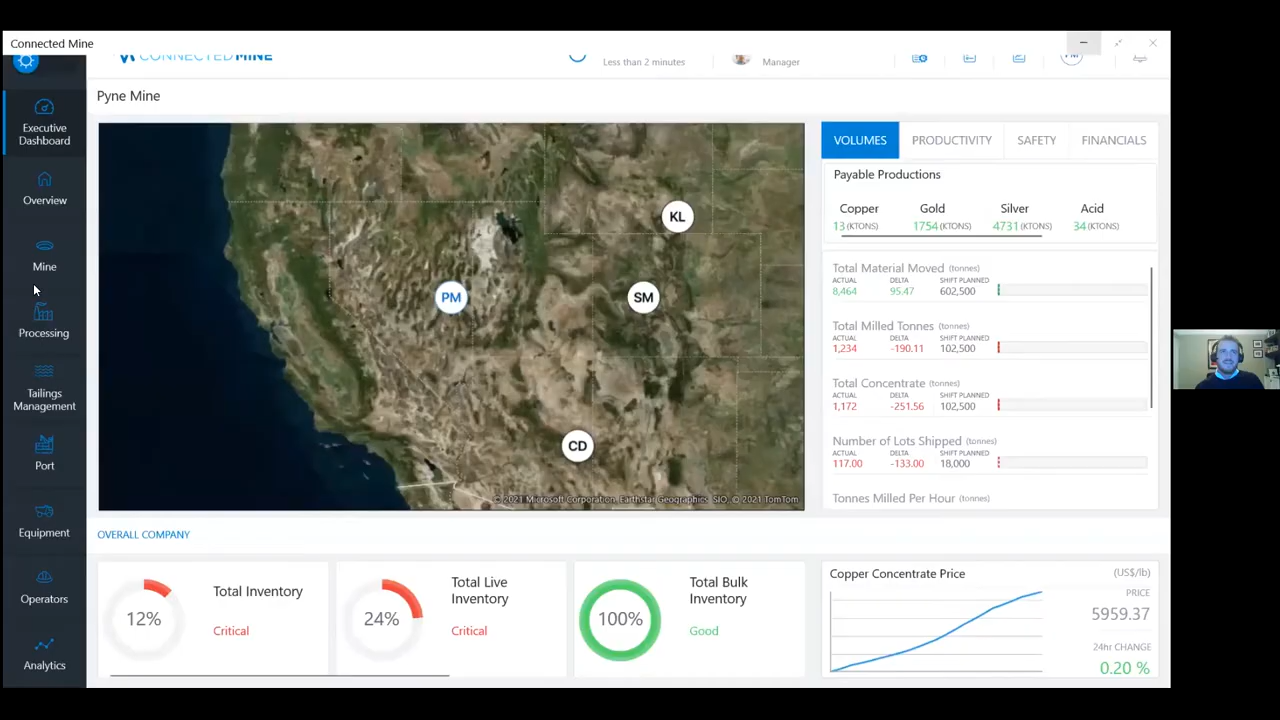 Connected Mine
CONNECTEDMINE
Less than 2 minutes
Manager
Executive
Dashboard
Overview
Mine
Processing
Tailings
Management
Port
Equipment
Operators
Analytics
Pyne Mine
KL
PM
SM
CD
© 2021 Microsoft Corporation, Earthstar Geographics SIO, © 2021 TomTom
VOLUMES PRODUCTIVITY SAFETY FINANCIALS
Payable Productions
Copper Gold Silver Acid
13 (KTONS) 1754 (KTONS) 4731 (KTONS) 34 (KTONS)
Total Material Moved (tonnes)
ACTUAL DELTA SHIFT PLANNED
8,464 95.47 602,500
Total Milled Tonnes (tonnes)
ACTUAL DELTA SHIFT PLANNED
1,234 -190.11 102,500
Total Concentrate (tonnes)
ACTUAL DELTA SHIFT PLANNED
1,172 -251.56 102,500
Number of Lots Shipped (tonnes)
ACTUAL DELTA SHIFT PLANNED
117.00 -133.00 18,000
Tonnes Milled Per Hour (tonnes)
OVERALL COMPANY
12%
Total Inventory
Critical
24%
Total Live
Inventory
Critical
100%
Total Bulk
Inventory
Good
Copper Concentrate Price (US$/lb)
PRICE
5959.37
24hr CHANGE
0.20 %